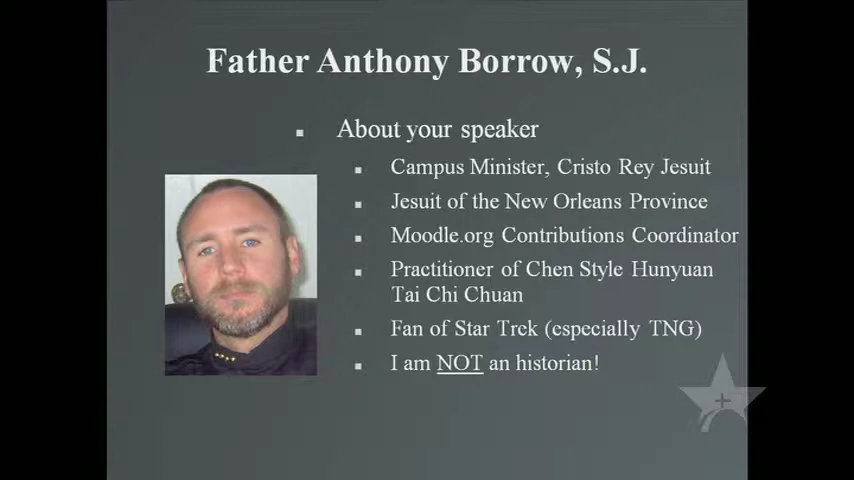 Father Anthony Borrow, S.J.
About your speaker
Campus Minister, Cristo Rey Jesuit
Jesuit of the New Orleans Province
Moodle.org Contributions Coordinator
Practitioner of Chen Style Hunyuan
Tai Chi Chuan
Fan of Star Trek (especially TNG)
I am NOT an historian!